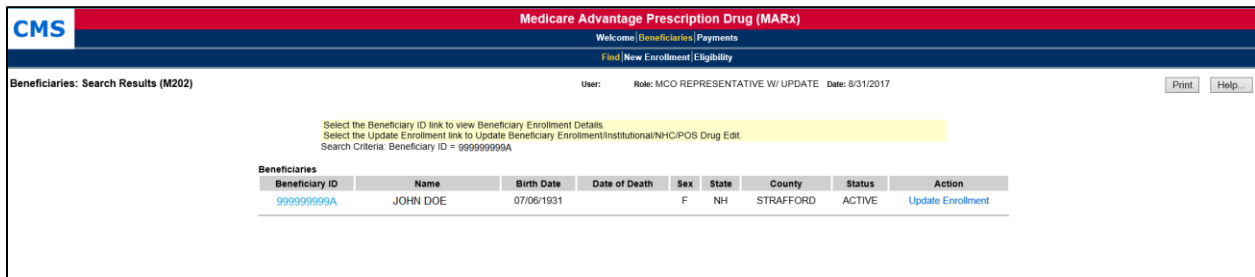 CMS
Medicare Advantage Prescription Drug (MARx)
Welcome|Beneficiaries|Payments
Find|New Enrollment|Eligibility
Beneficiaries: Search Results (M202) User: Role: MCO REPRESENTATIVE W/ UPDATE Date: 8/31/2017 Print Help...
Select the Beneficiary ID link to view Beneficiary Enrollment Details.
Select the Update Enrollment link to Update Beneficiary Enrollment/Institutional/NHC/POS Drug Edit.
Search Criteria: Beneficiary ID = 999999999A
Beneficiaries
Beneficiary ID Name Birth Date Date of Death Sex State County Status Action
999999999A JOHN DOE 07/06/1931 F NH STRAFFORD ACTIVE Update Enrollment